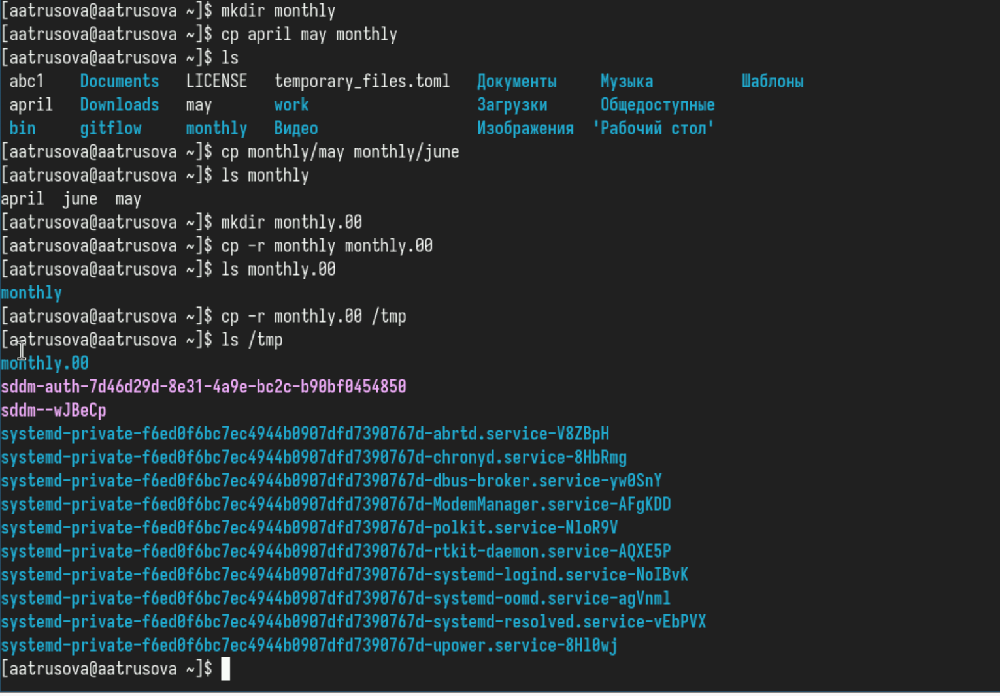 [aatrusova@aatrusova ~]$ mkdir monthly
[aatrusova@aatrusova ~]$ cp april may monthly
[aatrusova@aatrusova ~]$ ls
abc1 Documents LICENSE temporary_files.toml Документы Музыка Шаблоны
april Downloads may work Загрузки Общедоступные
bin gitflow monthly Видео Изображения 'Рабочий стол'
[aatrusova@aatrusova ~]$ cp monthly/may monthly/june
[aatrusova@aatrusova ~]$ ls monthly
april june may
[aatrusova@aatrusova ~]$ mkdir monthly.00
[aatrusova@aatrusova ~]$ cp -r monthly monthly.00
[aatrusova@aatrusova ~]$ ls monthly.00
monthly
[aatrusova@aatrusova ~]$ cp -r monthly.00 /tmp
[aatrusova@aatrusova ~]$ ls /tmp
monthly.00
sddm-auth-7d46d29d-8e31-4a9e-bc2c-b90bf0454850
sddm--wJBeCp
systemd-private-f6ed0f6bc7ec4944b0907dfd7390767d-abrtd.service-V8ZBpH
systemd-private-f6ed0f6bc7ec4944b0907dfd7390767d-chronyd.service-8HbRmg
systemd-private-f6ed0f6bc7ec4944b0907dfd7390767d-dbus-broker.service-yw0SnY
systemd-private-f6ed0f6bc7ec4944b0907dfd7390767d-ModemManager.service-AFgKDD
systemd-private-f6ed0f6bc7ec4944b0907dfd7390767d-polkit.service-NloR9V
systemd-private-f6ed0f6bc7ec4944b0907dfd7390767d-rtkit-daemon.service-AQXE5P
systemd-private-f6ed0f6bc7ec4944b0907dfd7390767d-systemd-logind.service-NoIBvK
systemd-private-f6ed0f6bc7ec4944b0907dfd7390767d-systemd-oomd.service-agVnml
systemd-private-f6ed0f6bc7ec4944b0907dfd7390767d-systemd-resolved.service-vEbPVX
systemd-private-f6ed0f6bc7ec4944b0907dfd7390767d-upower.service-8Hl0wj
[aatrusova@aatrusova ~]$